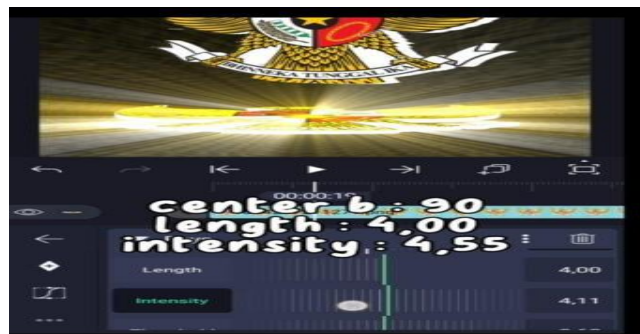 BHINNEKA TUNGGAL IKA
00:00:19
center b : 90
length : 4,00
intensity : 4,55
Length
4,00
Intensity
4,11